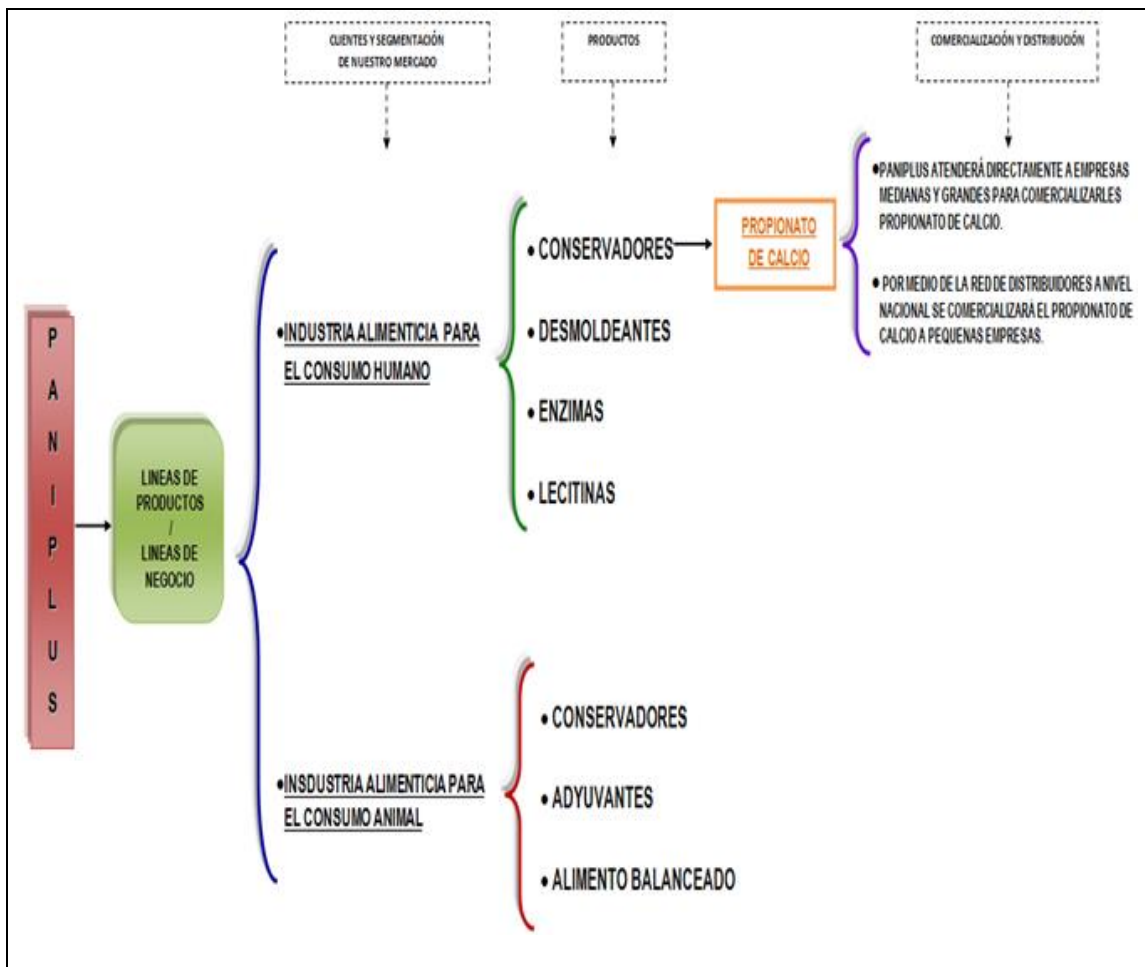 CLIENTES Y SEGMENTACIÓN
DE NUESTRO MERCADO
PRODUCTOS
COMERCIALIZACIÓN Y DISTRIBUCIÓN
PANIPLUS
LINEAS DE
PRODUCTOS
/
LINEAS DE
NEGOCIO
•INDUSTRIA ALIMENTICIA PARA
EL CONSUMO HUMANO
• CONSERVADORES
• DESMOLDEANTES
• ENZIMAS
• LECITINAS
PROPIONATO
DE CALCIO
•PANIPLUS ATENDERÁ DIRECTAMENTE A EMPRESAS
MEDIANAS Y GRANDES PARA COMERCIALIZARLES
PROPIONATO DE CALCIO.
• POR MEDIO DE LA RED DE DISTRIBUIDORES A NIVEL
NACIONAL SE COMERCIALIZARÁ EL PROPIONATO DE
CALCIO A PEQUENAS EMPRESAS.
•INSDUSTRIA ALIMENTICIA PARA
EL CONSUMO ANIMAL
• CONSERVADORES
• ADYUVANTES
• ALIMENTO BALANCEADO